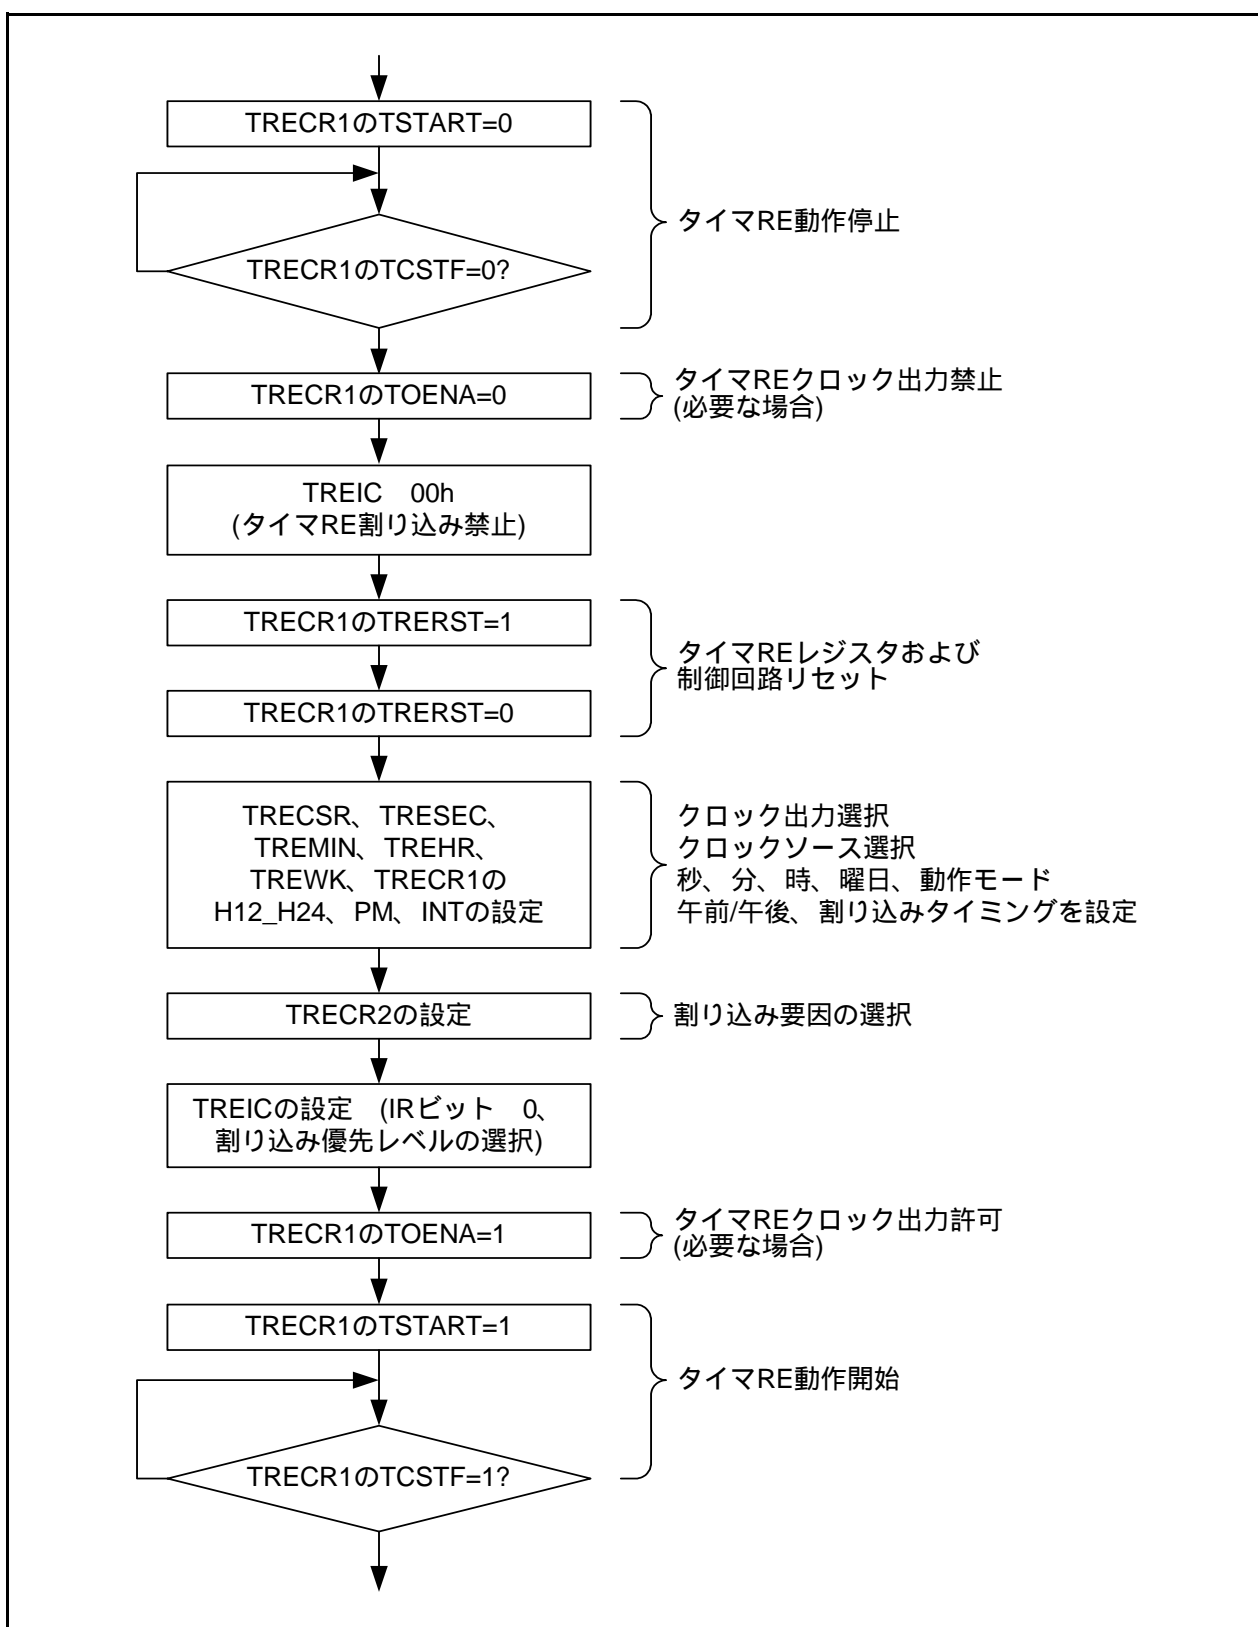 TRECR1のTSTART=0
タイマRE動作停止
TRECR1のTCSTF=0?
TRECR1のTOENA=0
タイマREクロック出力禁止
(必要な場合)
TREIC 00h
(タイマRE割り込み禁止)
TRECR1のTRERST=1
TRECR1のTRERST=0
タイマREレジスタおよび
制御回路リセット
TRECSR、TRESEC、
TREMIN、TREHR、
TREWK、TRECR1の
H12_H24、PM、INTの設定
クロック出力選択
クロックソース選択
秒、分、時、曜日、動作モード
午前/午後、割り込みタイミングを設定
TRECR2の設定
割り込み要因の選択
TREICの設定 (IRビット 0、
割り込み優先レベルの選択)
TRECR1のTOENA=1
タイマREクロック出力許可
(必要な場合)
TRECR1のTSTART=1
タイマRE動作開始
TRECR1のTCSTF=1?